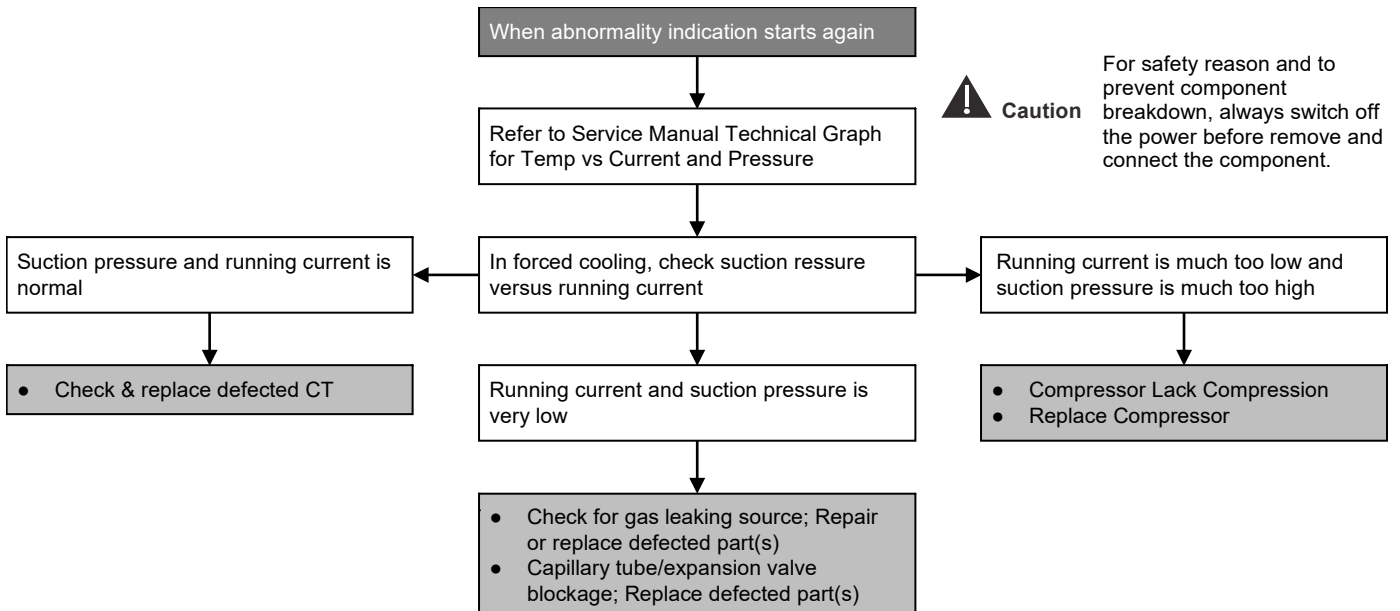 When abnormality indication starts again
Caution
For safety reason and to
prevent component
breakdown, always switch off
the power before remove and
connect the component.
Refer to Service Manual Technical Graph
for Temp vs Current and Pressure
Suction pressure and running current is
normal
In forced cooling, check suction ressure
versus running current
Running current is much too low and
suction pressure is much too high
● Check & replace defected CT
Running current and suction pressure is
very low
● Compressor Lack Compression
● Replace Compressor
● Check for gas leaking source; Repair
or replace defected part(s)
● Capillary tube/expansion valve
blockage; Replace defected part(s)